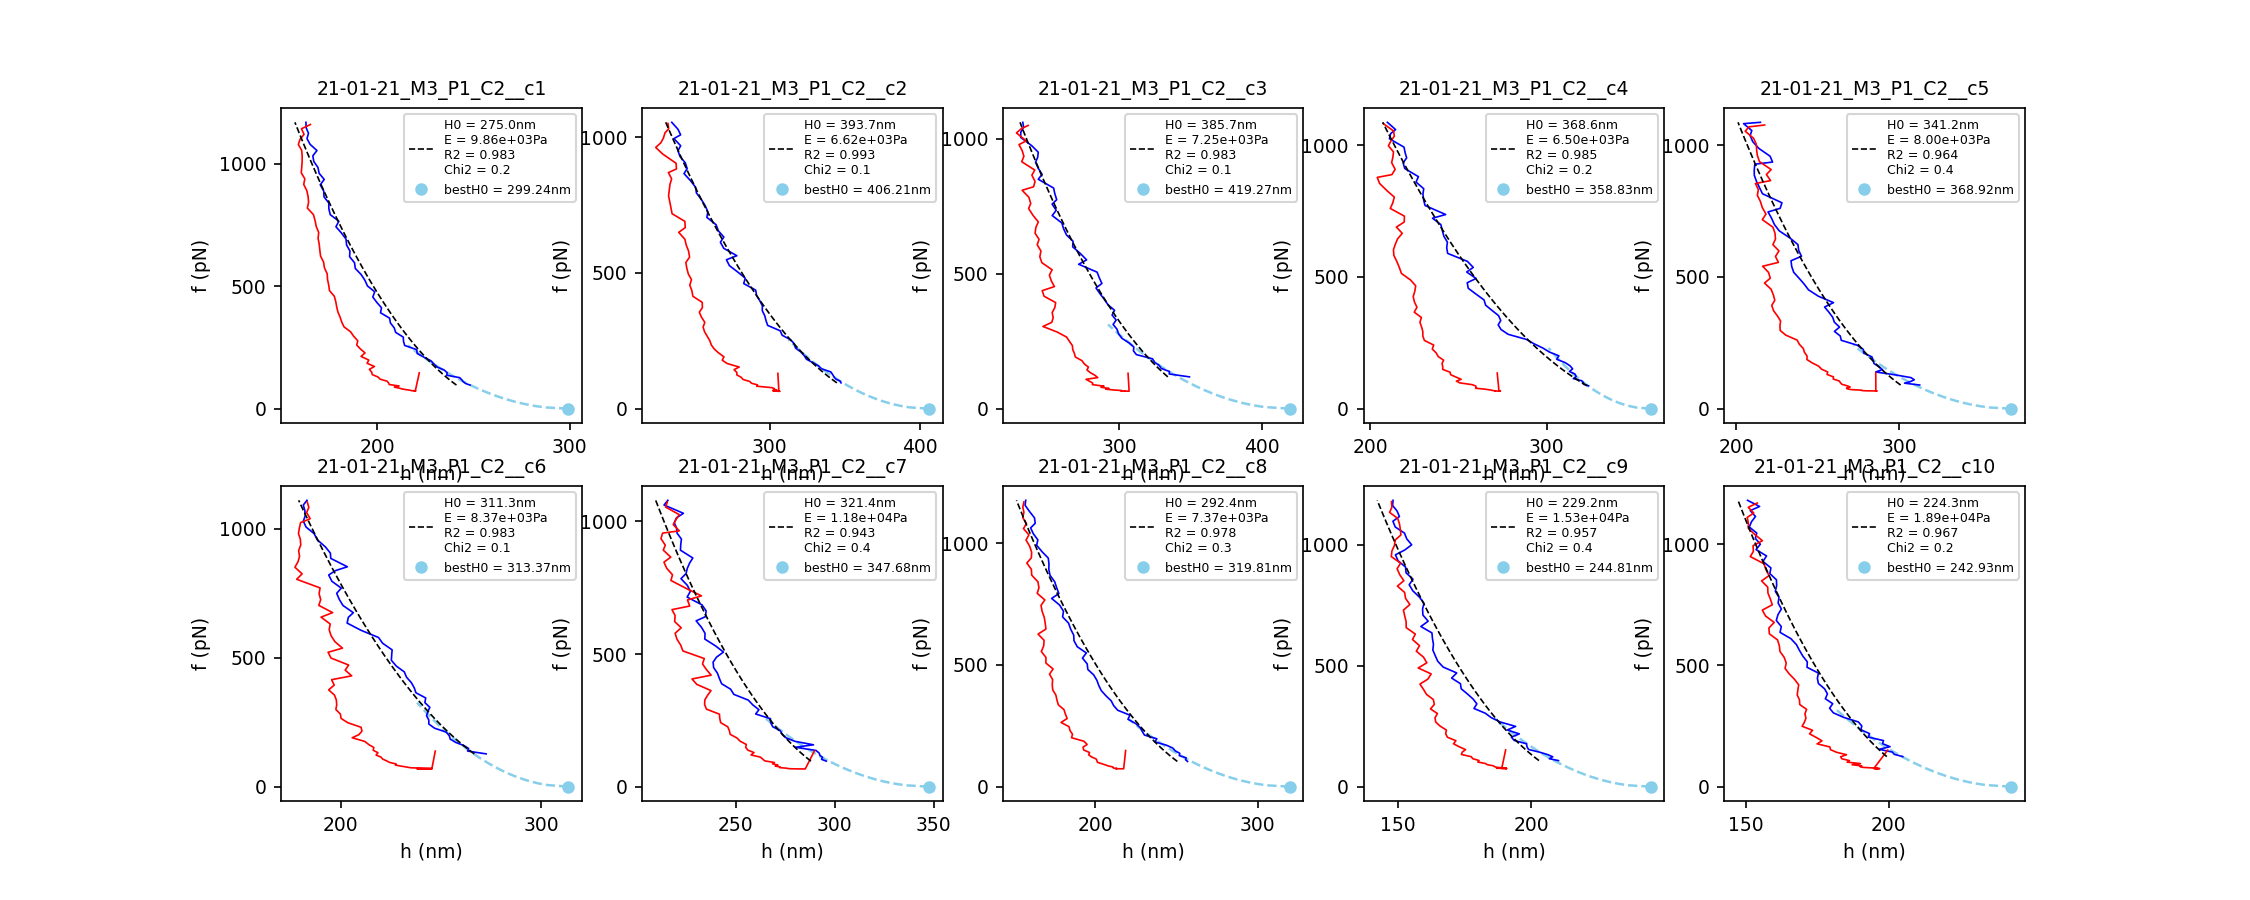 21-01-21_M3_P1_C2__c1
H0 = 275.0nm
E = 9.86e+03Pa
R2 = 0.983
Chi2 = 0.2
bestH0 = 299.24nm
f (pN)
1000
500
0
200
300
h (nm)
21-01-21_M3_P1_C2__c2
H0 = 393.7nm
E = 6.62e+03Pa
R2 = 0.993
Chi2 = 0.1
bestH0 = 406.21nm
f (pN)
1000
500
0
300
400
h (nm)
21-01-21_M3_P1_C2__c3
H0 = 385.7nm
E = 7.25e+03Pa
R2 = 0.983
Chi2 = 0.1
bestH0 = 419.27nm
f (pN)
1000
500
0
300
400
h (nm)
21-01-21_M3_P1_C2__c4
H0 = 368.6nm
E = 6.50e+03Pa
R2 = 0.985
Chi2 = 0.2
bestH0 = 358.83nm
f (pN)
1000
500
0
200
300
h (nm)
21-01-21_M3_P1_C2__c5
H0 = 341.2nm
E = 8.00e+03Pa
R2 = 0.964
Chi2 = 0.4
bestH0 = 368.92nm
f (pN)
1000
500
0
200
300
h (nm)
21-01-21_M3_P1_C2__c6
H0 = 311.3nm
E = 8.37e+03Pa
R2 = 0.983
Chi2 = 0.1
bestH0 = 313.37nm
f (pN)
1000
500
0
200
300
h (nm)
21-01-21_M3_P1_C2__c7
H0 = 321.4nm
E = 1.18e+04Pa
R2 = 0.943
Chi2 = 0.4
bestH0 = 347.68nm
f (pN)
1000
500
0
250
300
350
h (nm)
21-01-21_M3_P1_C2__c8
H0 = 292.4nm
E = 7.37e+03Pa
R2 = 0.978
Chi2 = 0.3
bestH0 = 319.81nm
f (pN)
1000
500
0
200
300
h (nm)
21-01-21_M3_P1_C2__c9
H0 = 229.2nm
E = 1.53e+04Pa
R2 = 0.957
Chi2 = 0.4
bestH0 = 244.81nm
f (pN)
1000
500
0
150
200
h (nm)
21-01-21_M3_P1_C2__c10
H0 = 224.3nm
E = 1.89e+04Pa
R2 = 0.967
Chi2 = 0.2
bestH0 = 242.93nm
f (pN)
1000
500
0
150
200
h (nm)